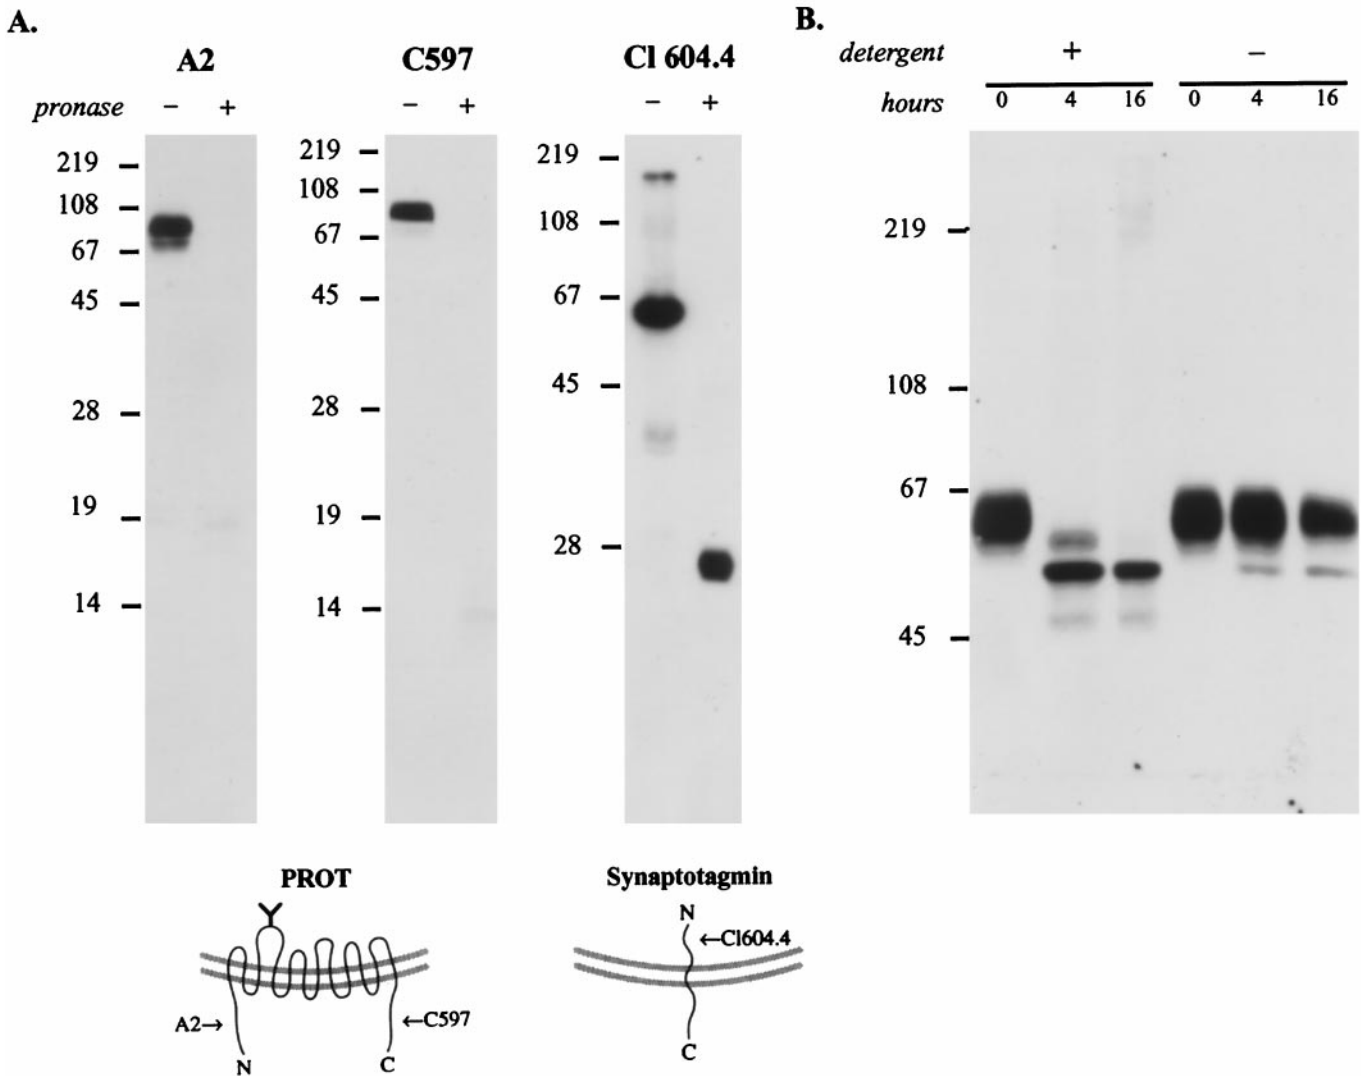 A.
A2
C597
Cl 604.4
pronase − + − + − +
219
108
67
45
28
19
14
219
108
67
45
28
19
14
219
108
67
45
28
B.
detergent + −
hours 0 4 16 0 4 16
219
108
67
45
PROT
A2→
←C597
N
C
Synaptotagmin
N
←Cl604.4
C